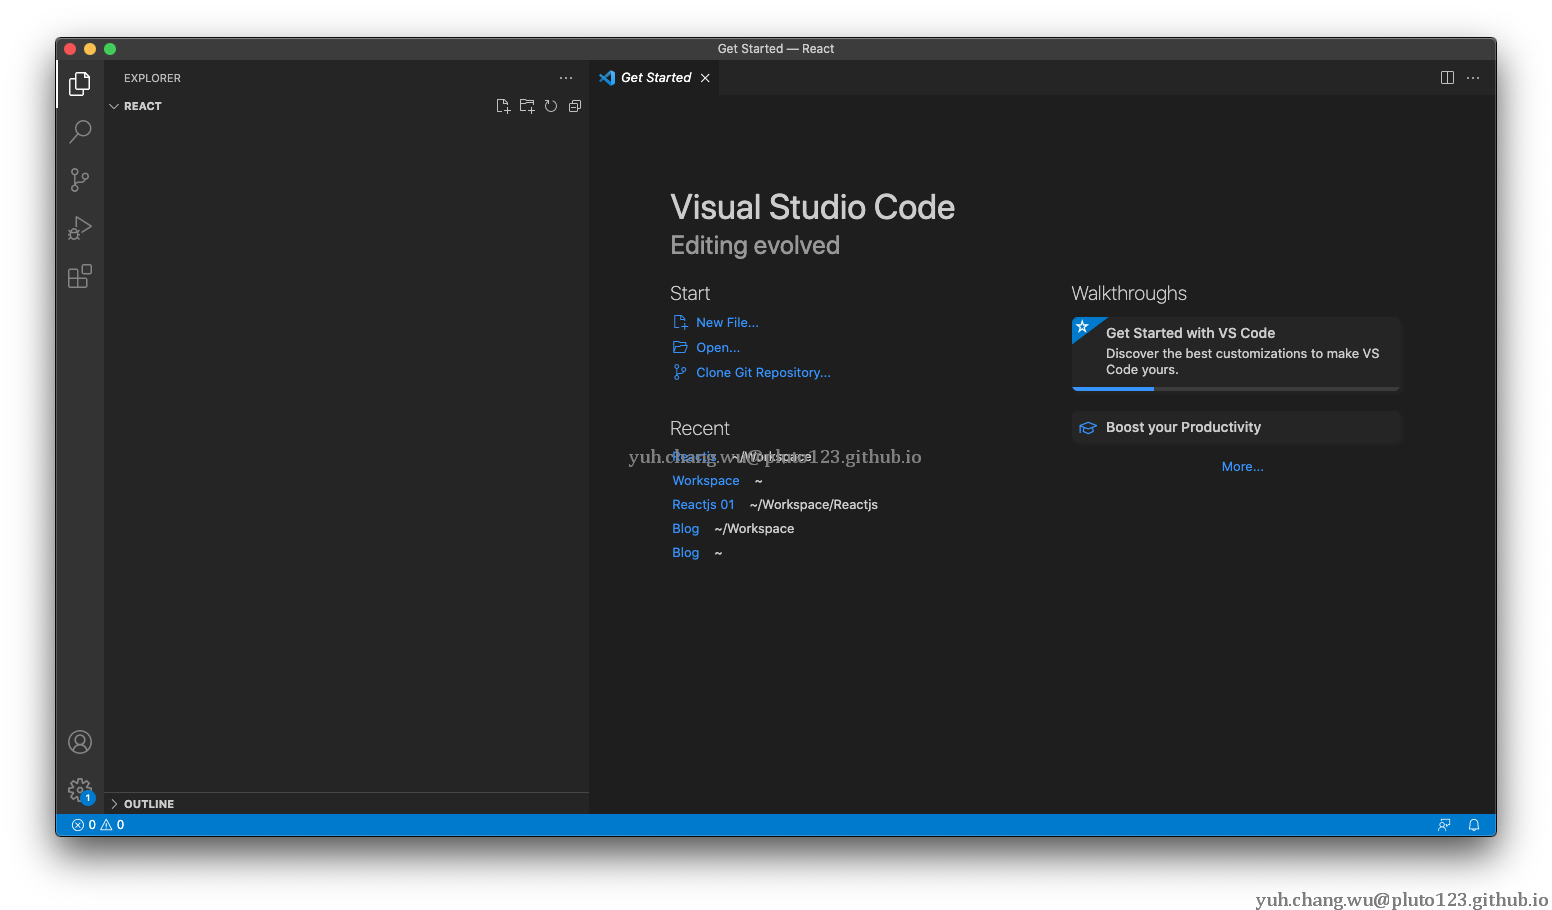 Get Started — React
EXPLORER
REACT
Get Started
Visual Studio Code
Editing evolved
Start
New File...
Open...
Clone Git Repository...
Recent
Reactjs ~/Workspace
yuh.chang.wu@pluto123.github.io
Workspace ~
Reactjs 01 ~/Workspace/Reactjs
Blog ~/Workspace
Blog ~
Walkthroughs
Get Started with VS Code
Discover the best customizations to make VS
Code yours.
Boost your Productivity
More...
1
OUTLINE
0 0
yuh.chang.wu@pluto123.github.io